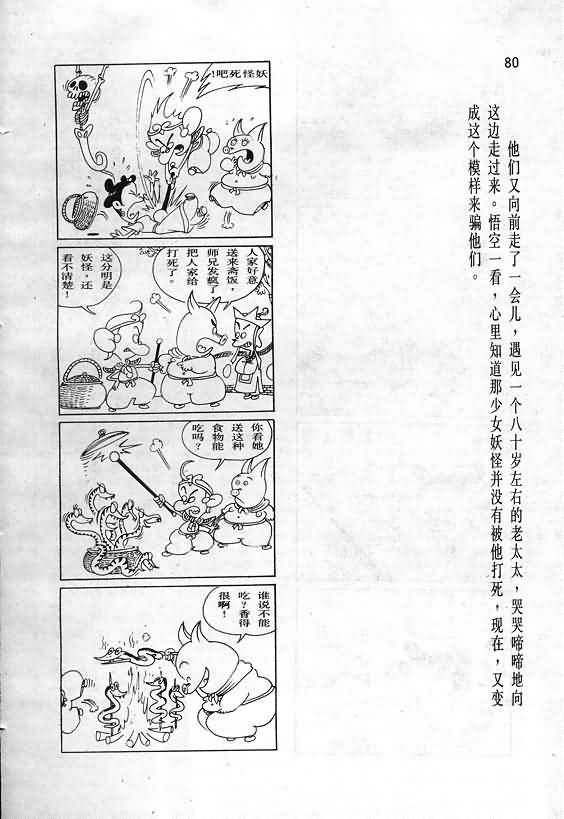 80
他们又向前走了一会儿，遇见一个八十岁左右的老太太，哭哭啼啼地向
这边走过来。悟空一看，心里知道那少女妖怪并没有被他打死，现在，又变
成这个模样来骗他们。
妖怪死吧！
人家好意
送来斋饭，
师兄发疯了
把人家给
打死了。
这分明是
妖怪，还
看不清楚！
你看她
送这种
食物能
吃吗？
谁说不能
吃？香得
很啊！